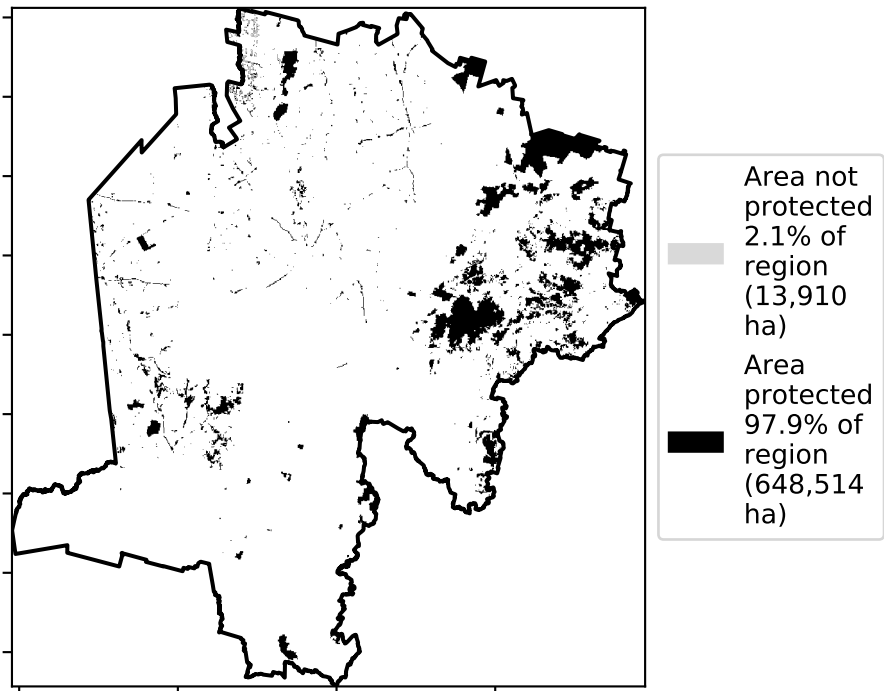 Area not
protected
2.1% of
region
(13,910
ha)
Area
protected
97.9% of
region
(648,514
ha)